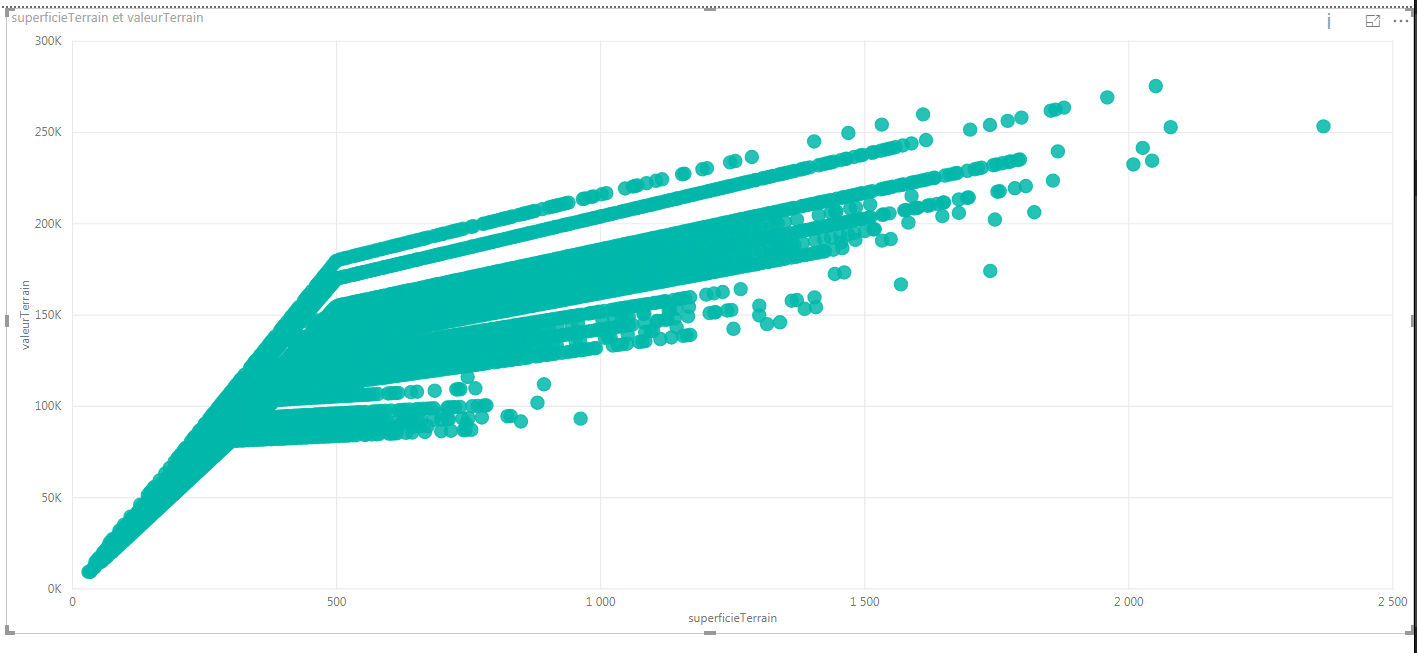 superficieTerrain et valeurTerrain
300K
250K
200K
150K
100K
50K
0K
valeurTerrain
0 500 1 000 1 500 2 000 2 500
superficieTerrain